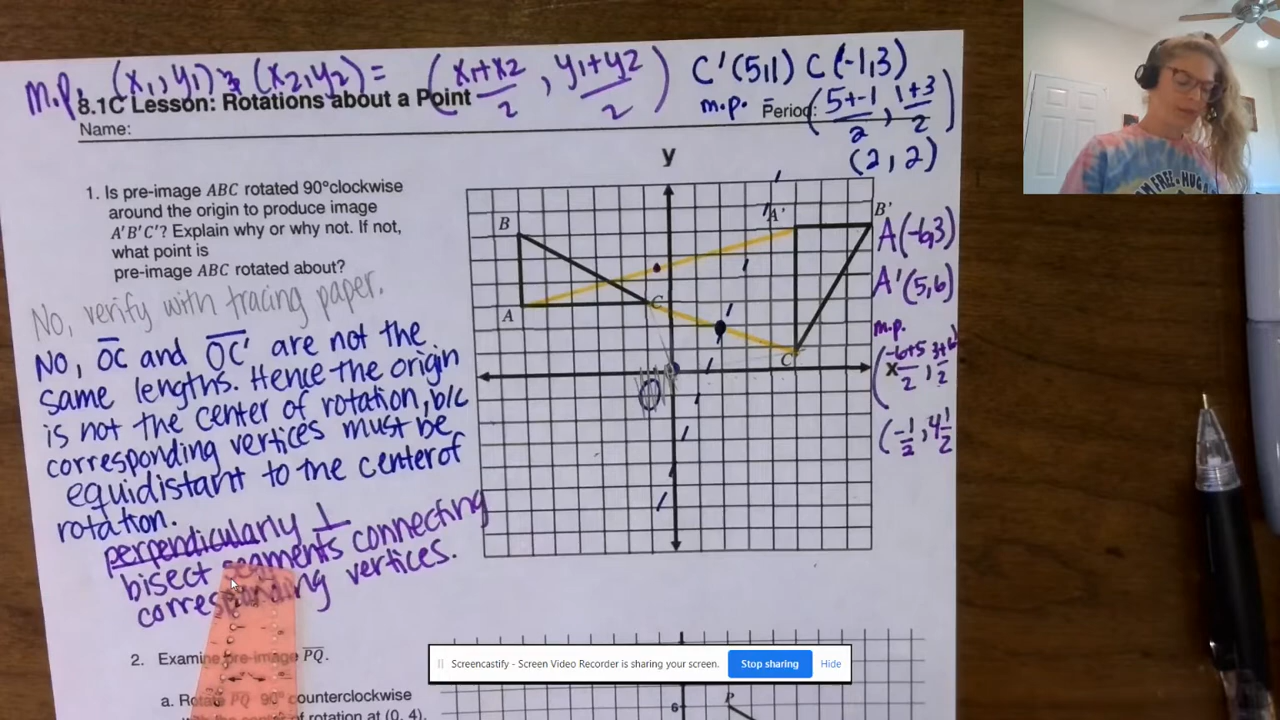 m.p. (x1,y1) & (x2,y2) = (x1+x2/2, y1+y2/2)
C'(5,1) C(-1,3)
8.1C Lesson: Rotations about a Point
m.p. (5+-1/2, 1+3/2)
Name:
Period:
(2, 2)
y
1. Is pre-image ABC rotated 90°clockwise
around the origin to produce image
A'B'C'? Explain why or why not. If not,
what point is
pre-image ABC rotated about?
B
A'
B'
A
C
C'
x
A(-6,3)
A'(5,6)
m.p.
(-6+5/2, 3+6/2)
(-1/2, 4 1/2
No, verify with tracing paper.
No, OC and OC' are not the
same lengths. Hence the origin
is not the center of rotation, b/c
corresponding vertices must be
equidistant to the center of
rotation.
perpendicularly ⊥
bisect segments connecting
corresponding vertices.
2. Examine pre-image PQ.
a. Rotate PQ 90° counterclockwise
of rotation at (0, 4).
6
P
Screencastify - Screen Video Recorder is sharing your screen.
Stop sharing
Hide